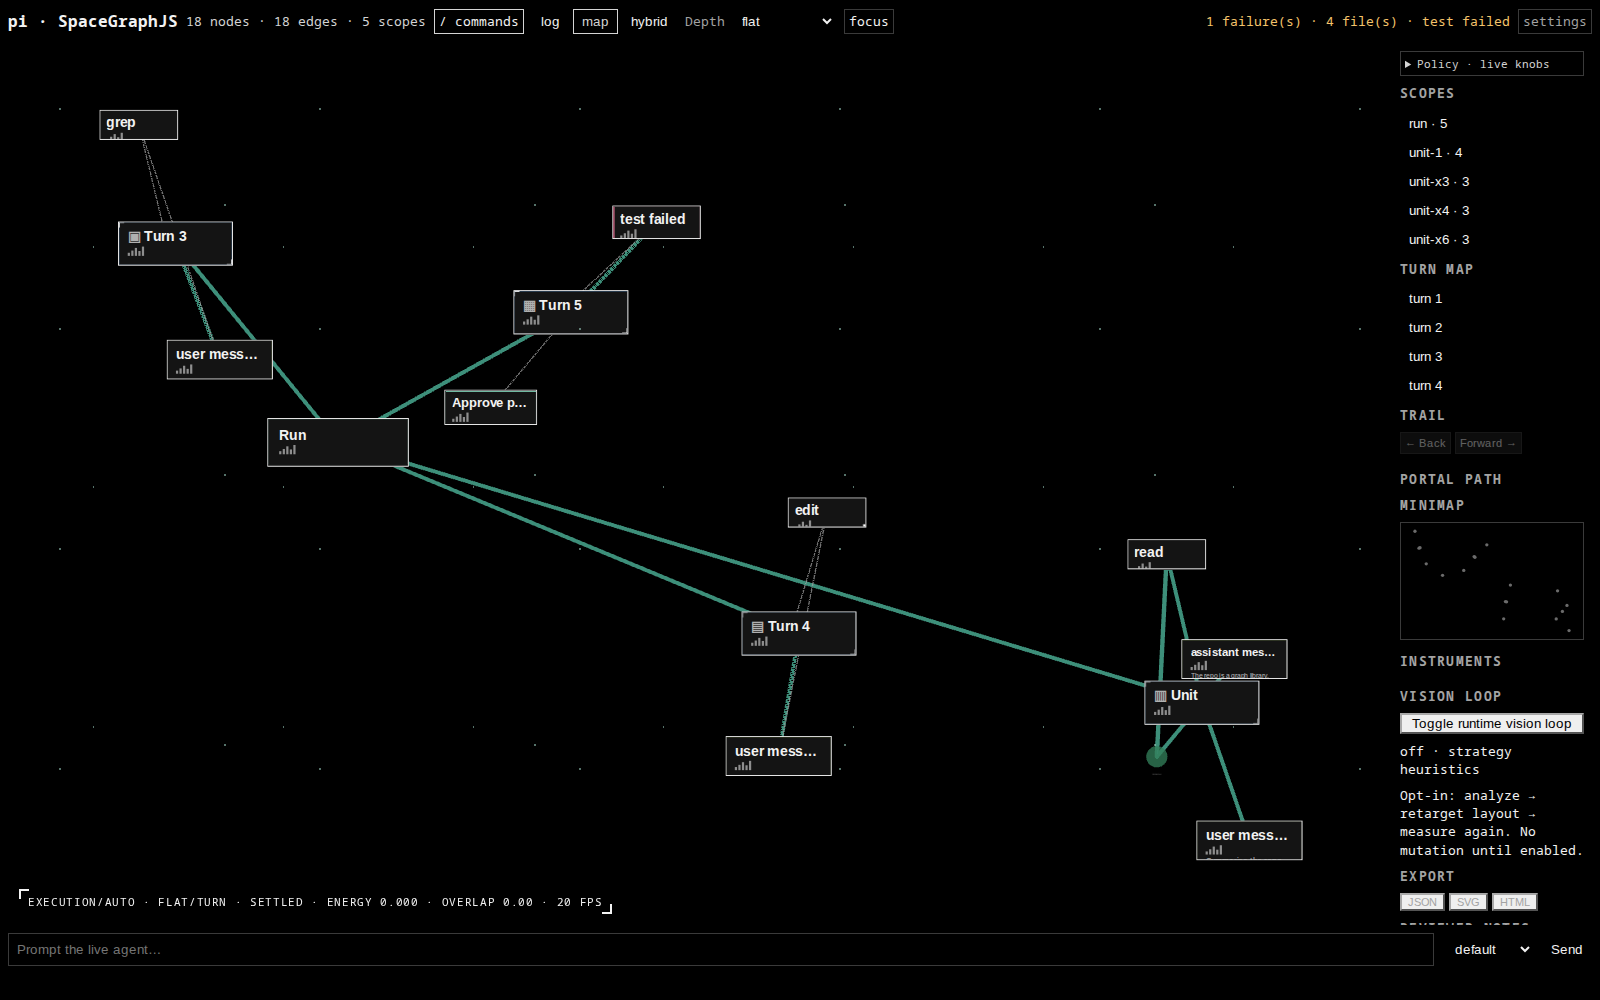 pi · SpaceGraphJS 18 nodes · 18 edges · 5 scopes / commands log map hybrid Depth flat focus 1 failure(s) · 4 file(s) · test failed settings
Policy · live knobs
SCOPES
run · 5
unit-1 · 4
unit-x3 · 3
unit-x4 · 3
unit-x6 · 3
TURN MAP
turn 1
turn 2
turn 3
turn 4
TRAIL
← Back Forward →
PORTAL PATH
MINIMAP
INSTRUMENTS
VISION LOOP
Toggle runtime vision loop
off · strategy
heuristics
Opt-in: analyze →
retarget layout →
measure again. No
mutation until enabled.
EXPORT
JSON SVG HTML
grep
Turn 3
test failed
Turn 5
user mess…
Approve p…
Run
edit
read
Turn 4
assistant mes…
The repo is a graph library.
Unit
user mess…
user mess…
EXECUTION/AUTO · FLAT/TURN · SETTLED · ENERGY 0.000 · OVERLAP 0.00 · 20 FPS
Prompt the live agent… default Send